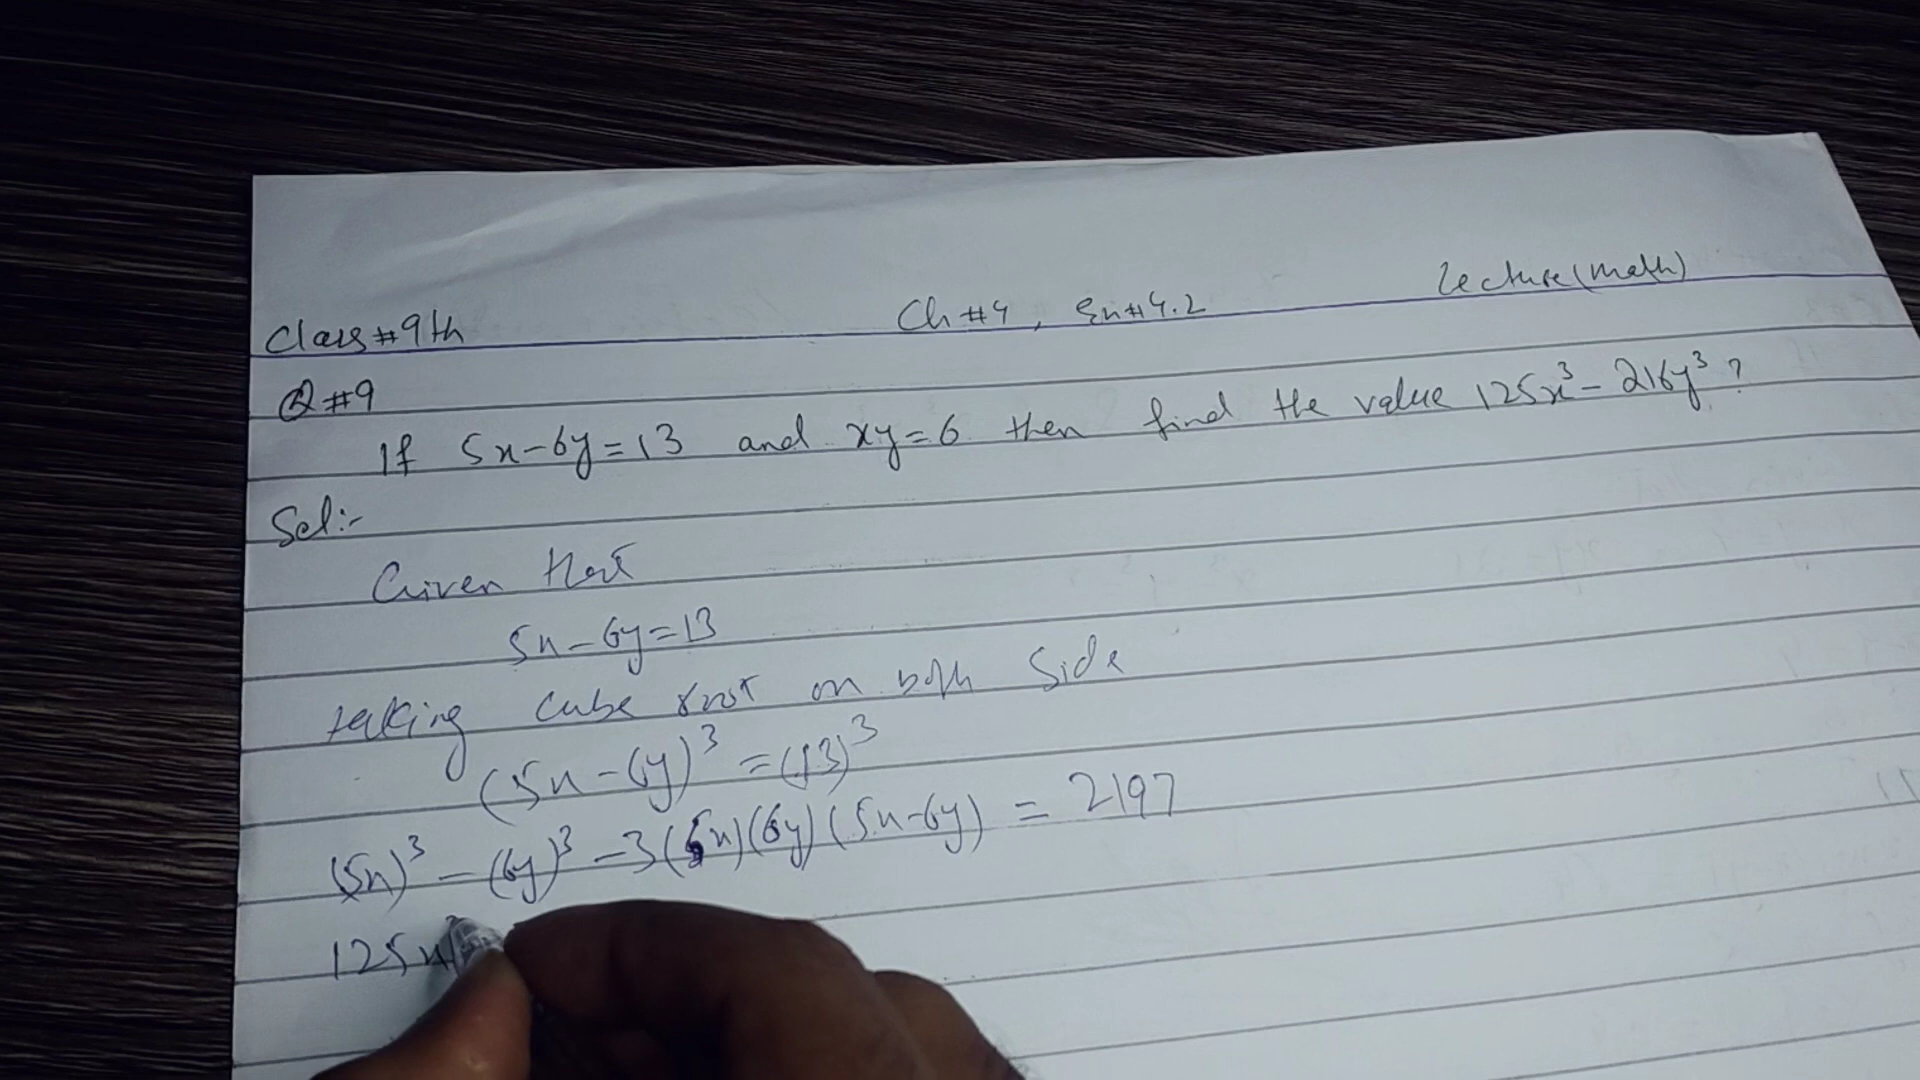 Class#9th Ch#4, Ex#4.2 Lecture(math)
Q#9
If 5x-6y=13 and xy=6 then find the value 125x³-216y³?
Sol:-
Given that
5x-6y=13
taking cube root on both side
(5x-6y)³=(13)³
(5x)³-(6y)³-3(5x)(6y)(5x-6y) = 2197
125x³